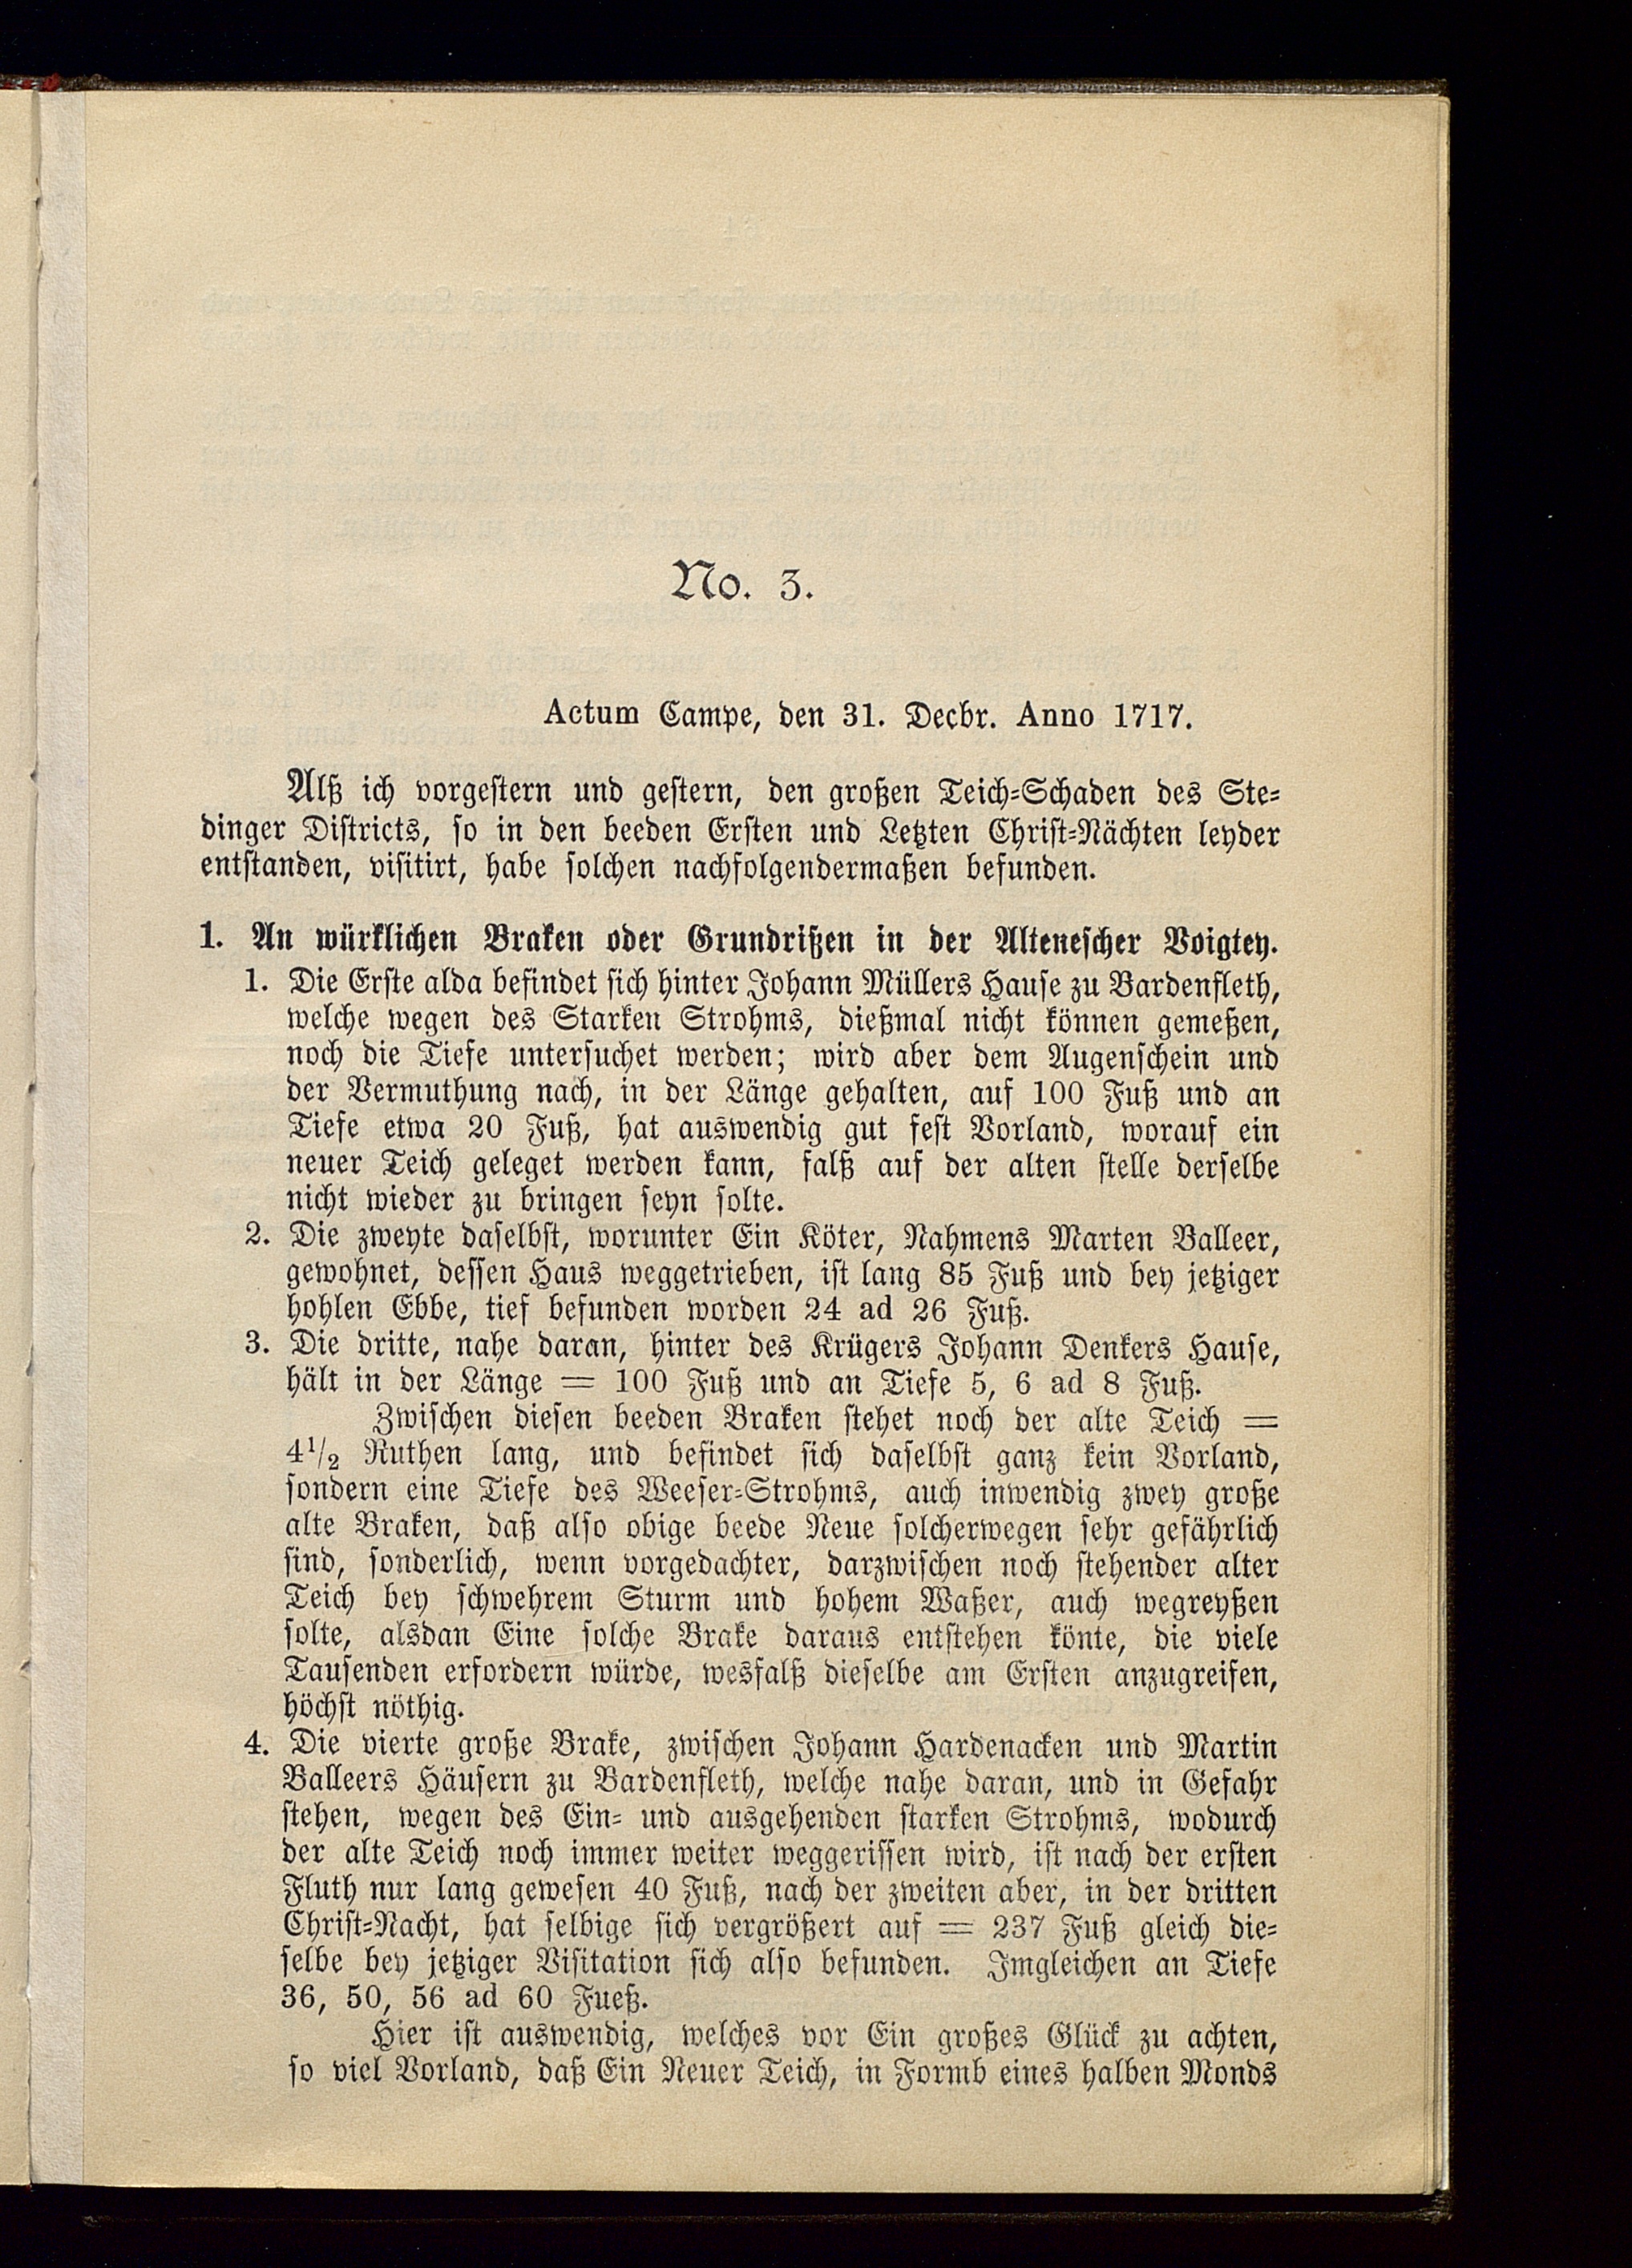 No. 3.
Actum Campe, den 31. Decbr. Anno 1717.
Alß ich vorgestern und gestern, den großen Teich-Schaden des Ste-
dinger Districts, so in den beeden Ersten und Letzten Christ-Nächten leyder
entstanden, visitirt, habe solchen nachfolgendermaßen befunden.
1. An würklichen Braken oder Grundrißen in der Altenescher Voigtey.
1. Die Erste alda befindet sich hinter Johann Müllers Hause zu Bardenfleth,
welche wegen des Starken Strohms, dießmal nicht können gemeßen,
noch die Tiefe untersuchet werden; wird aber dem Augenschein und
der Vermuthung nach, in der Länge gehalten, auf 100 Fuß und an
Tiefe etwa 20 Fuß, hat auswendig gut fest Vorland, worauf ein
neuer Teich geleget werden kann, falß auf der alten stelle derselbe
nicht wieder zu bringen seyn solte.
2. Die zweyte daselbst, worunter Ein Köter, Nahmens Marten Balleer,
gewohnet, dessen Haus weggetrieben, ist lang 85 Fuß und bey jetziger
hohlen Ebbe, tief befunden worden 24 ad 26 Fuß.
3. Die dritte, nahe daran, hinter des Krügers Johann Denkers Hause,
hält in der Länge = 100 Fuß und an Tiefe 5, 6 ad 8 Fuß.
Zwischen diesen beeden Braken stehet noch der alte Teich =
4 1/2 Ruthen lang, und befindet sich daselbst ganz kein Vorland,
sondern eine Tiefe des Weeser-Strohms, auch inwendig zwey große
alte Braken, daß also obige beede Neue solcherwegen sehr gefährlich
sind, sonderlich, wenn vorgedachter, darzwischen noch stehender alter
Teich bey schwehrem Sturm und hohem Waßer, auch wegreyßen
solte, alsdan Eine solche Brake daraus entstehen könte, die viele
Tausenden erfordern würde, wesfalß dieselbe am Ersten anzugreifen,
höchst nöthig.
4. Die vierte große Brake, zwischen Johann Hardenacken und Martin
Balleers Häusern zu Bardenfleth, welche nahe daran, und in Gefahr
stehen, wegen des Ein- und ausgehenden starken Strohms, wodurch
der alte Teich noch immer weiter weggerissen wird, ist nach der ersten
Fluth nur lang gewesen 40 Fuß, nach der zweiten aber, in der dritten
Christ-Nacht, hat selbige sich vergrößert auf = 237 Fuß gleich die-
selbe bey jetziger Visitation sich also befunden. Imgleichen an Tiefe
36, 50, 56 ad 60 Fueß.
Hier ist auswendig, welches vor Ein großes Glück zu achten,
so viel Vorland, daß Ein Neuer Teich, in Formb eines halben Monds